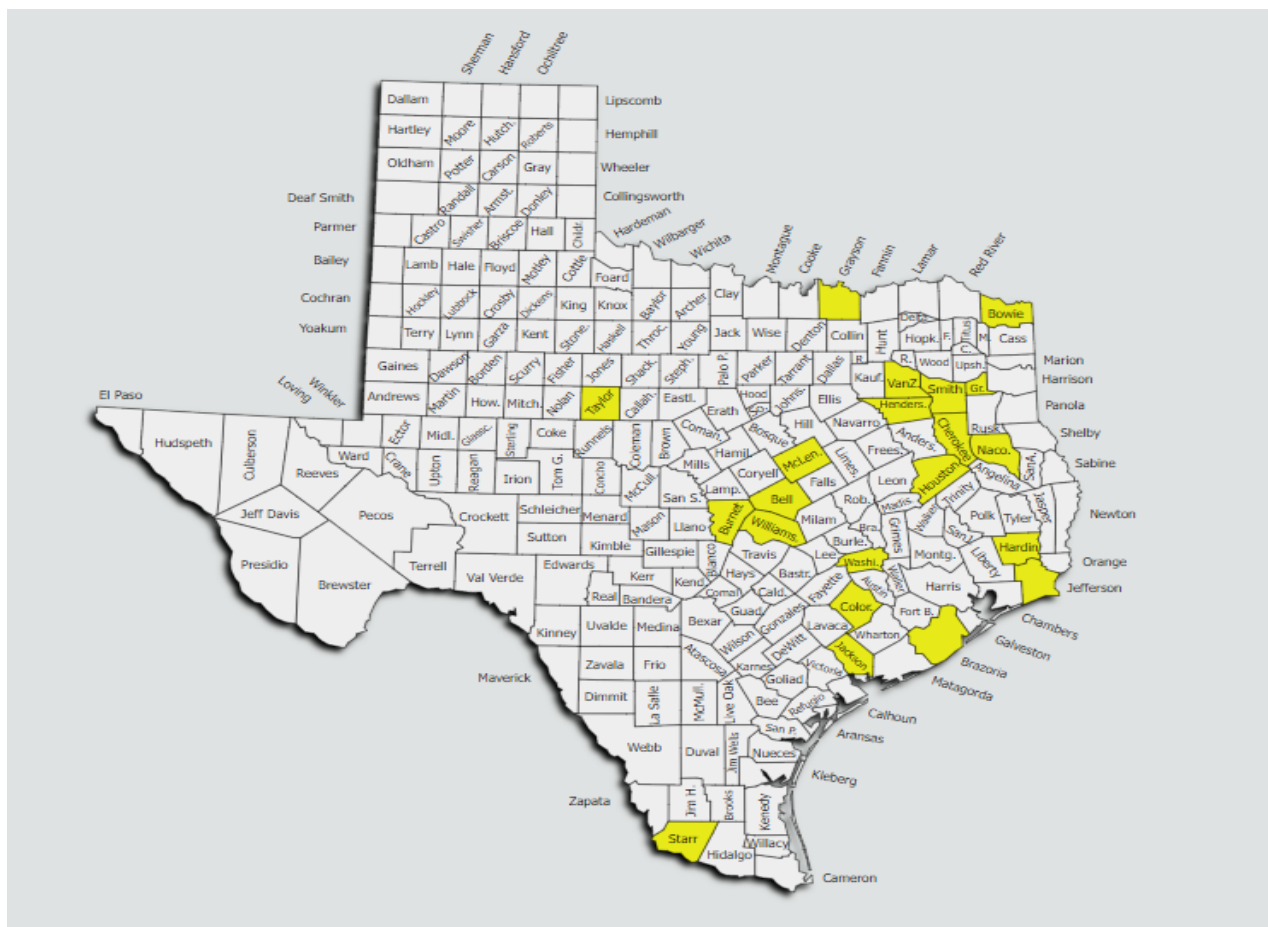 Sherman Hansford Ochiltree
Dallam Lipscomb
Hartley Moore Hutch. Roberts Hemphill
Oldham Potter Carson Gray Wheeler
Deaf Smith Randall Armst. Donley Collingsworth
Parmer Castro Swisher Briscoe Hall Childr. Hardeman Wilbarger Wichita
Bailey Lamb Hale Floyd Motley Cottle Foard Montague Cooke Grayson Fannin Lamar Red River
Cochran Hockley Lubbock Crosby Dickens King Knox Baylor Archer Clay Bowie
Yoakum Terry Lynn Garza Kent Stone. Haskell Throc. Young Jack Wise Denton Collin Hunt Delta Hopk. F. Titus M. Cass
Gaines Dawson Borden Scurry Fisher Jones Shack. Steph. Palo P. Parker Tarrant Dallas R. Kauf. R. Wood C. Upsh. Marion
Loving Winkler Andrews Martin How. Mitch. Nolan Taylor Callah. Eastl. Erath Hood SO. Johns. Ellis VanZ. Smith Gr. Harrison
El Paso Henders. Panola
Hudspeth Culberson Ector Midl. Glassc. Sterling Coke Runnels Coleman Brown Coman. Bosque Hill Navarro Anders. Cherokee Rusk Shelby
Reeves Ward Crane Upton Reagan Irion Tom G. Concho McCull. Mills Hamil. Coryell McLen. Limes. Frees. Houston Naco. SanA. Sabine
Jeff Davis Pecos Crockett Schleicher Menard San S. Lamp. Bell Falls Leon Angelina Trinity Newton
Sutton Mason Llano Burnet Williams. Milam Rob. Madis. Walker Polk Tyler Jasper
Presidio Brewster Terrell Val Verde Edwards Kimble Gillespie Blanco Travis Lee Burle. Bra. Grimes Montg. SanJ. Liberty Hardin Orange
Real Kerr Kend. Hays Bastr. Fayette Washi. Austin Waller Harris Jefferson
Bandera Comal Cald. Color. Fort B. Chambers
Kinney Uvalde Medina Bexar Guad. Gonzales Lavaca Wharton Galveston
Maverick Zavala Frio Atascosa Wilson Karnes DeWitt Jackson Victoria Brazoria
Dimmit La Salle McMull. Live Oak Bee Goliad Refugio Matagorda
Calhoun
Webb Duval Jim Wells San P. Nueces Aransas
Kleberg
Zapata Jim H. Brooks Kenedy
Starr Hidalgo Willacy
Cameron